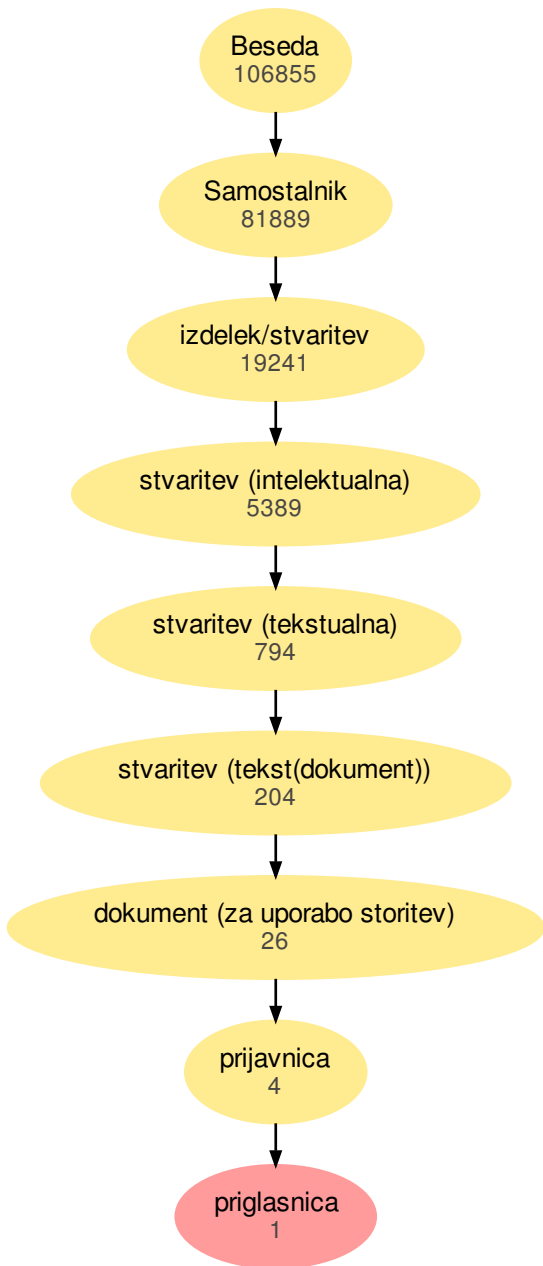 Beseda
106855
Samostalnik
81889
izdelek/stvaritev
19241
stvaritev (intelektualna)
5389
stvaritev (tekstualna)
794
stvaritev (tekst(dokument))
204
dokument (za uporabo storitev)
26
prijavnica
4
priglasnica
1